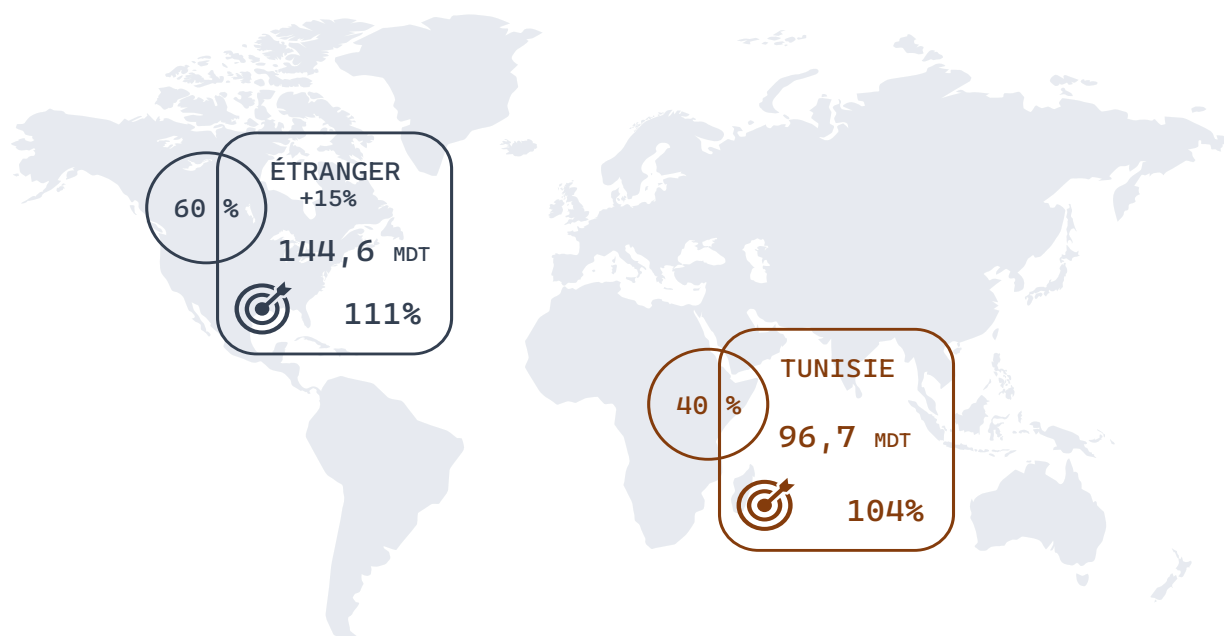 ÉTRANGER
+15%
60 %
144,6 MDT
111%
TUNISIE
40 %
96,7 MDT
104%